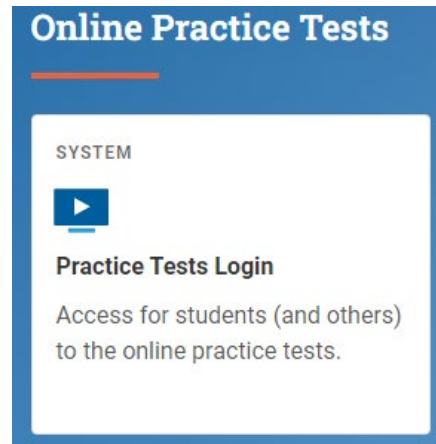 Online Practice Tests
SYSTEM
Practice Tests Login
Access for students (and others)
to the online practice tests.